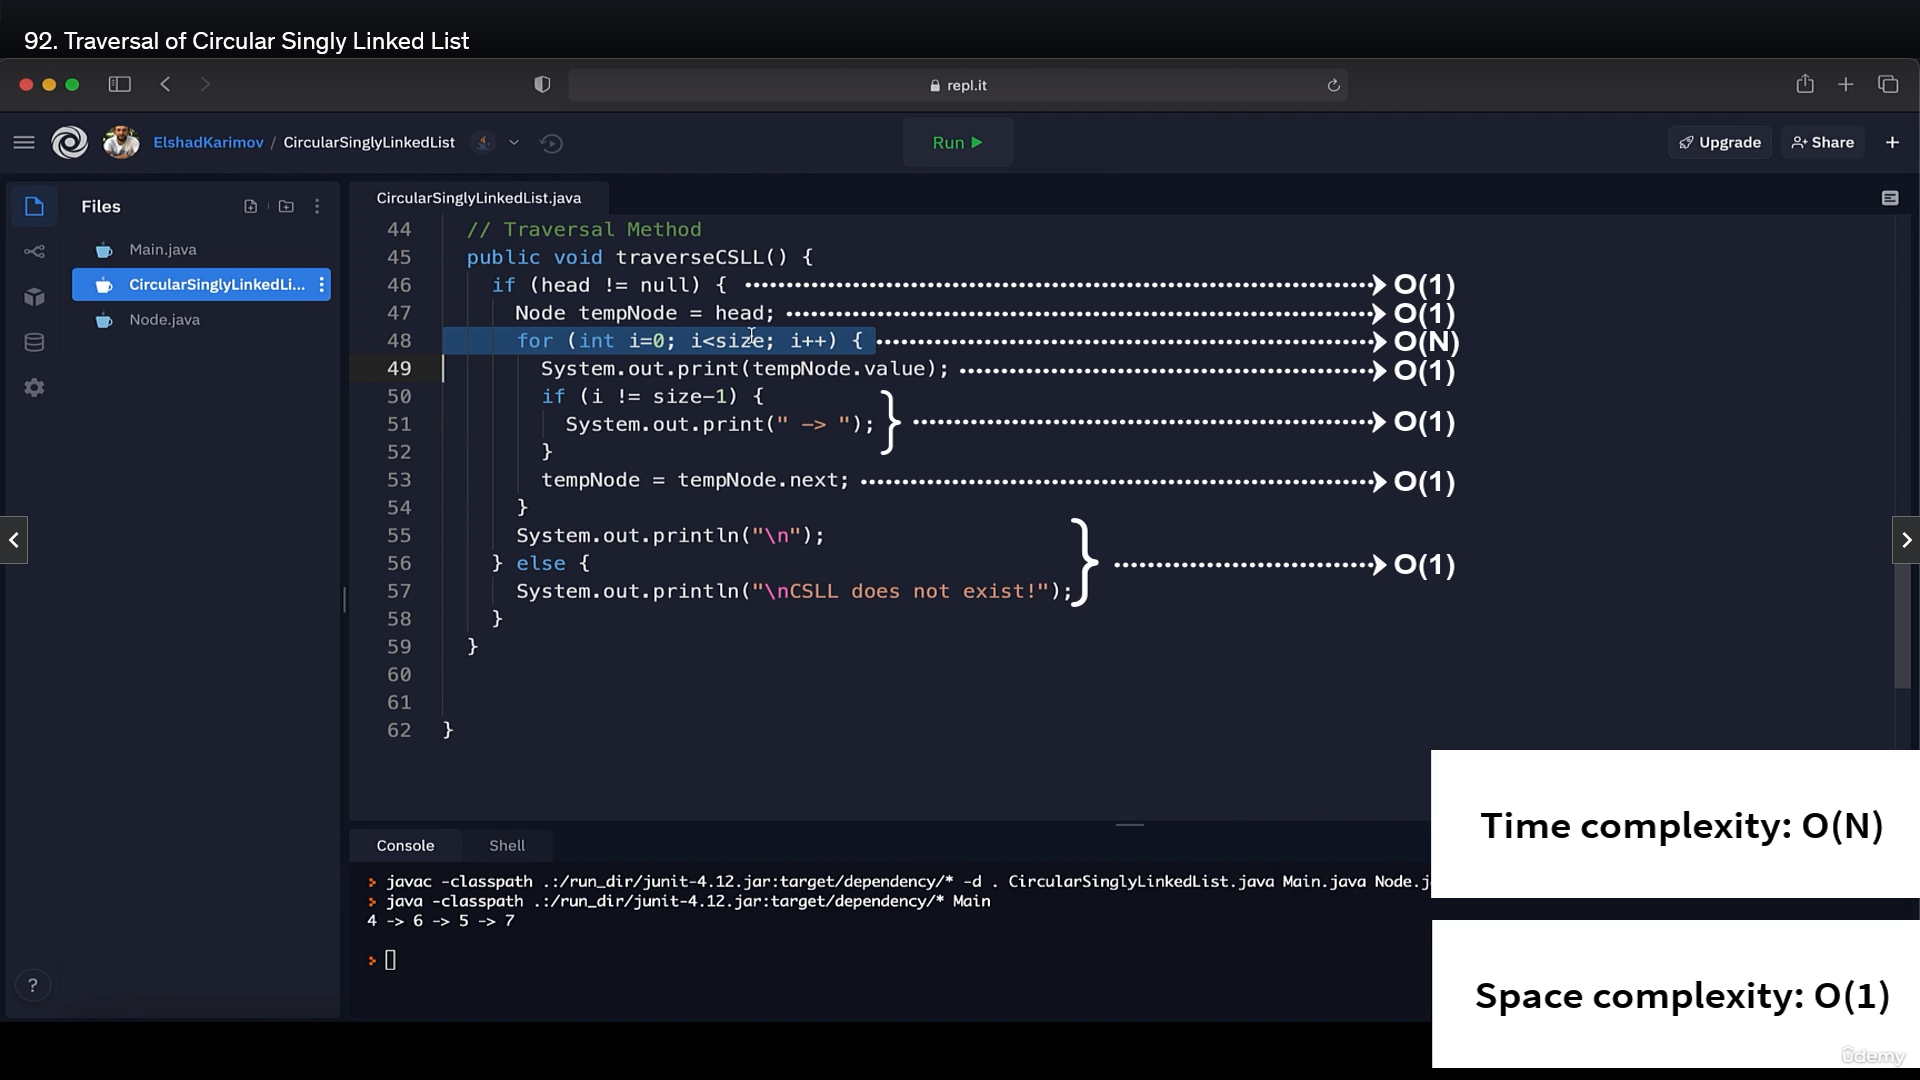 92. Traversal of Circular Singly Linked List
repl.it
ElshadKarimov / CircularSinglyLinkedList
Run
Upgrade
Share
Files
Main.java
CircularSinglyLinkedLi...
Node.java
CircularSinglyLinkedList.java
44 // Traversal Method
45 public void traverseCSLL() {
46 if (head != null) { O(1)
47 Node tempNode = head; O(1)
48 for (int i=0; i<size; i++) { O(N)
49 System.out.print(tempNode.value); O(1)
50 if (i != size-1) {
51 System.out.print(" -> "); O(1)
52 }
53 tempNode = tempNode.next; O(1)
54 }
55 System.out.println("\n");
56 } else { O(1)
57 System.out.println("\nCSLL does not exist!");
58 }
59 }
60
61
62 }
Time complexity: O(N)
Space complexity: O(1)
Console Shell
> javac -classpath .:/run_dir/junit-4.12.jar:target/dependency/* -d . CircularSinglyLinkedList.java Main.java Node.j
> java -classpath .:/run_dir/junit-4.12.jar:target/dependency/* Main
4 -> 6 -> 5 -> 7
>
?
ûdemy